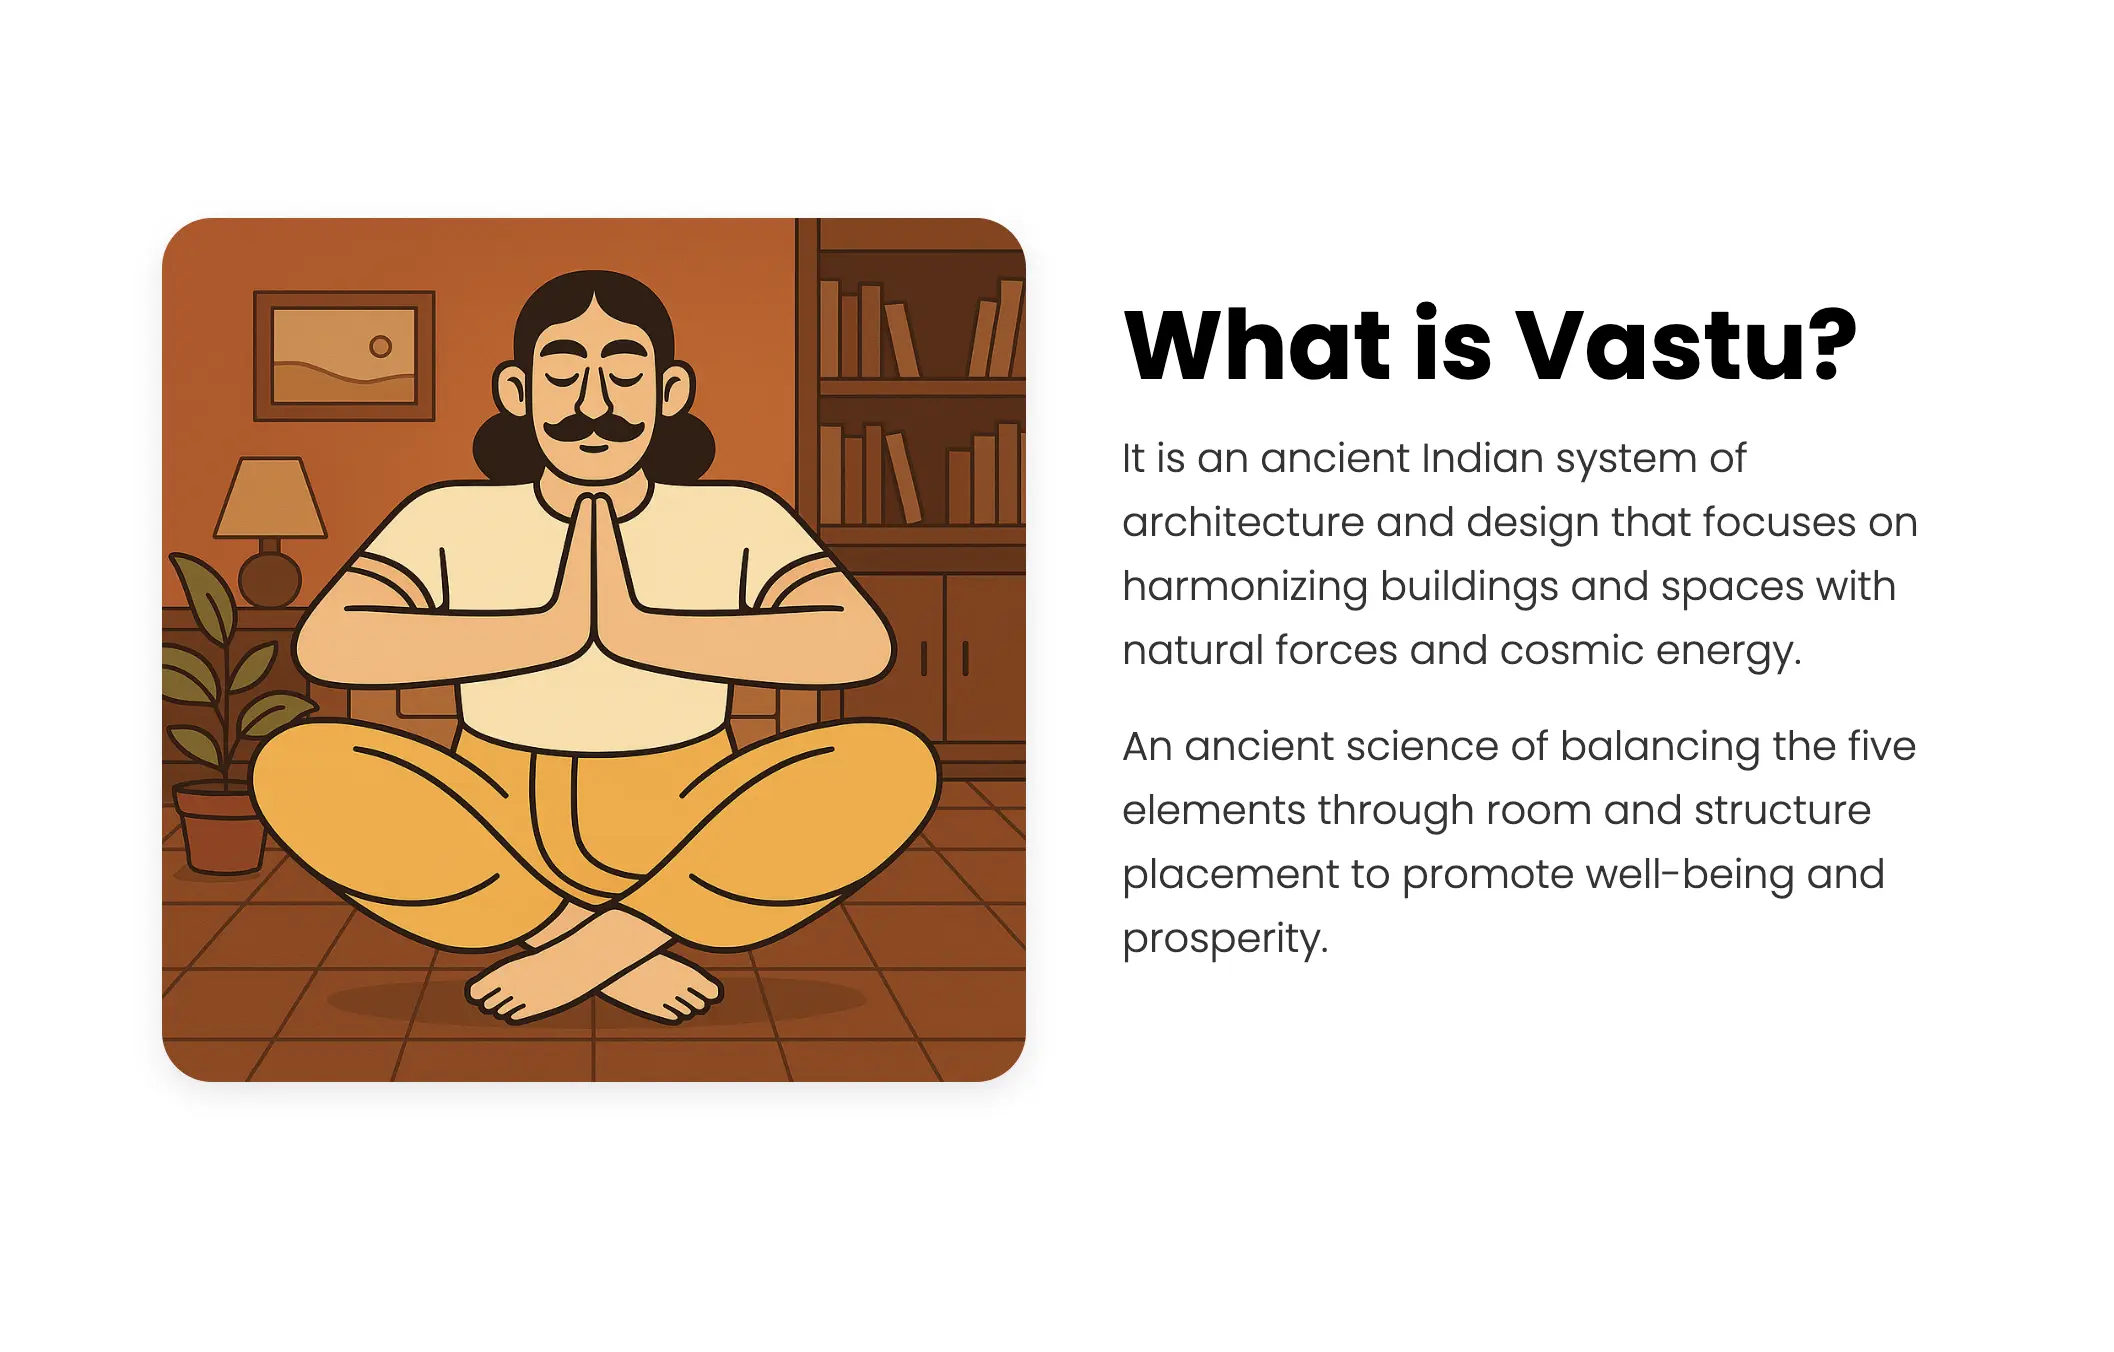 What is Vastu?
It is an ancient Indian system of
architecture and design that focuses on
harmonizing buildings and spaces with
natural forces and cosmic energy.
An ancient science of balancing the five
elements through room and structure
placement to promote well-being and
prosperity.